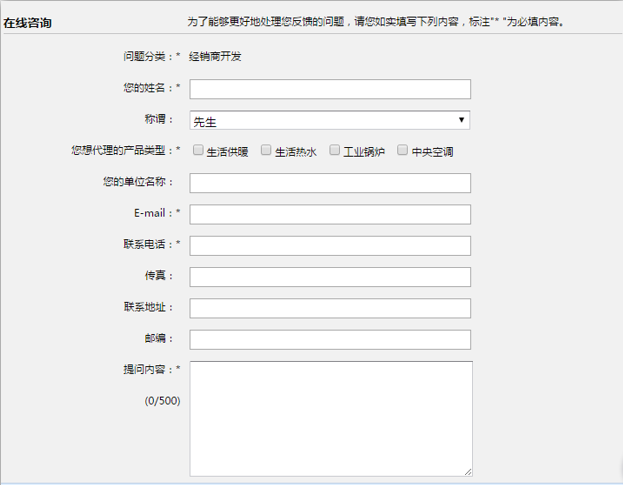 在线咨询 为了能够更好地处理您反馈的问题，请您如实填写下列内容，标注"* "为必填内容。
问题分类：* 经销商开发
您的姓名：*
称谓： 先生
您想代理的产品类型：* 生活供暖 生活热水 工业锅炉 中央空调
您的单位名称：
E-mail：*
联系电话：*
传真：
联系地址：
邮编：
提问内容：*
(0/500)